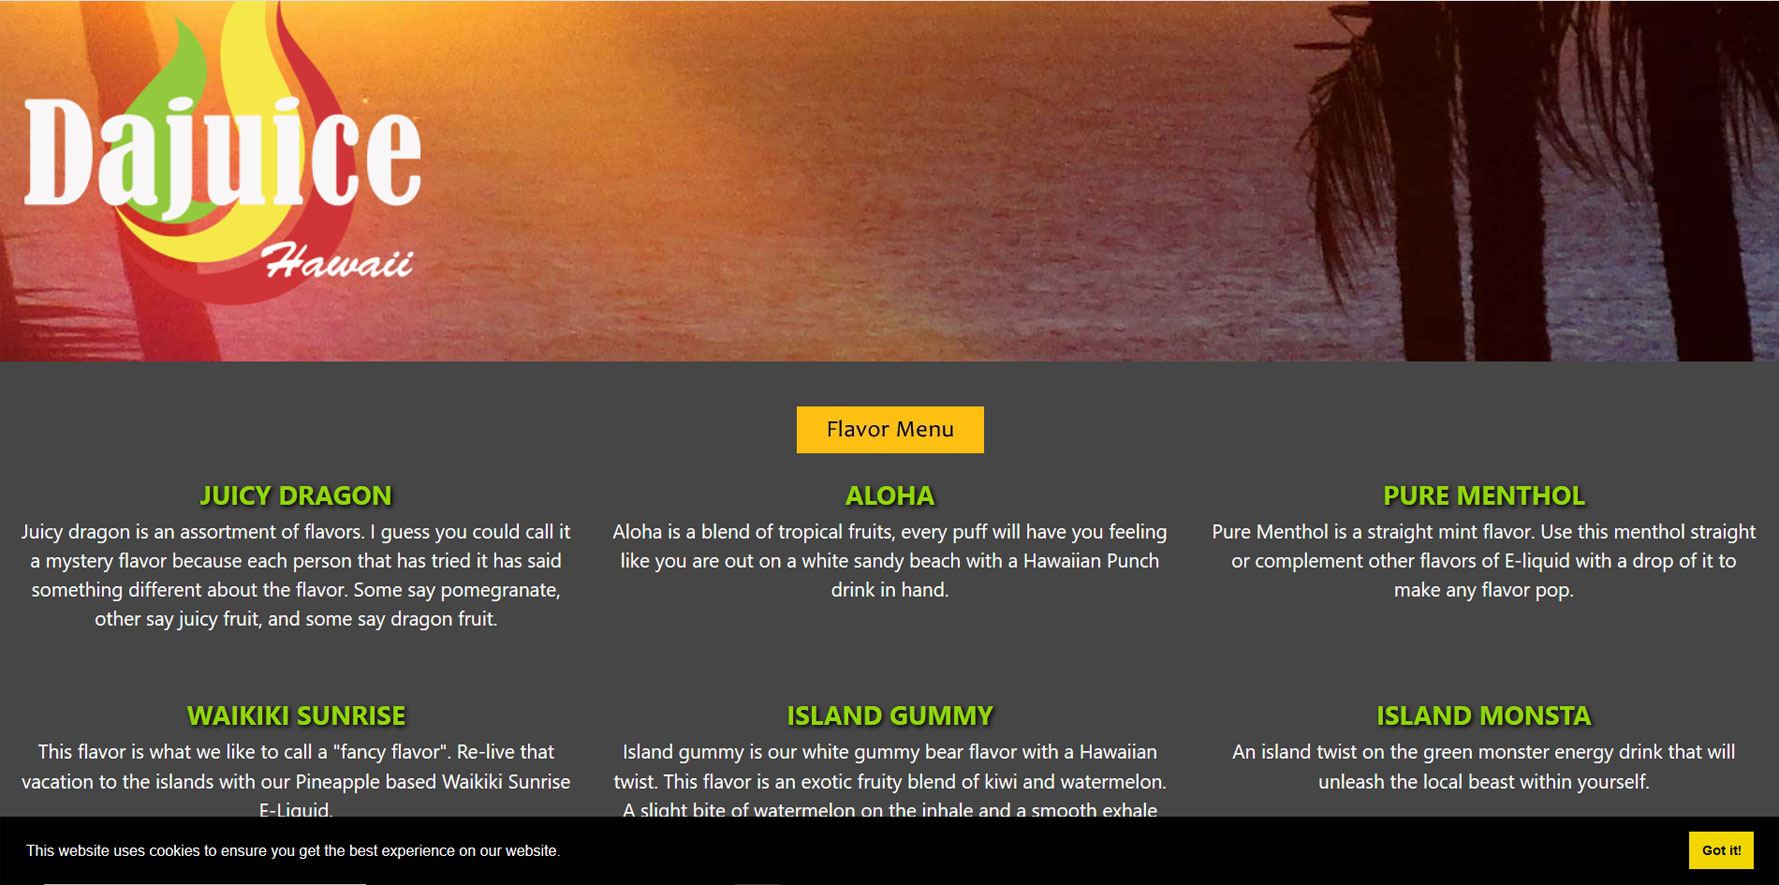 Dajuice
Hawaii
Flavor Menu
JUICY DRAGON
Juicy dragon is an assortment of flavors. I guess you could call it
a mystery flavor because each person that has tried it has said
something different about the flavor. Some say pomegranate,
other say juicy fruit, and some say dragon fruit.
ALOHA
Aloha is a blend of tropical fruits, every puff will have you feeling
like you are out on a white sandy beach with a Hawaiian Punch
drink in hand.
PURE MENTHOL
Pure Menthol is a straight mint flavor. Use this menthol straight
or complement other flavors of E-liquid with a drop of it to
make any flavor pop.
WAIKIKI SUNRISE
This flavor is what we like to call a "fancy flavor". Re-live that
vacation to the islands with our Pineapple based Waikiki Sunrise
E-Liquid.
ISLAND GUMMY
Island gummy is our white gummy bear flavor with a Hawaiian
twist. This flavor is an exotic fruity blend of kiwi and watermelon.
A slight bite of watermelon on the inhale and a smooth exhale
ISLAND MONSTA
An island twist on the green monster energy drink that will
unleash the local beast within yourself.
This website uses cookies to ensure you get the best experience on our website.
Got it!